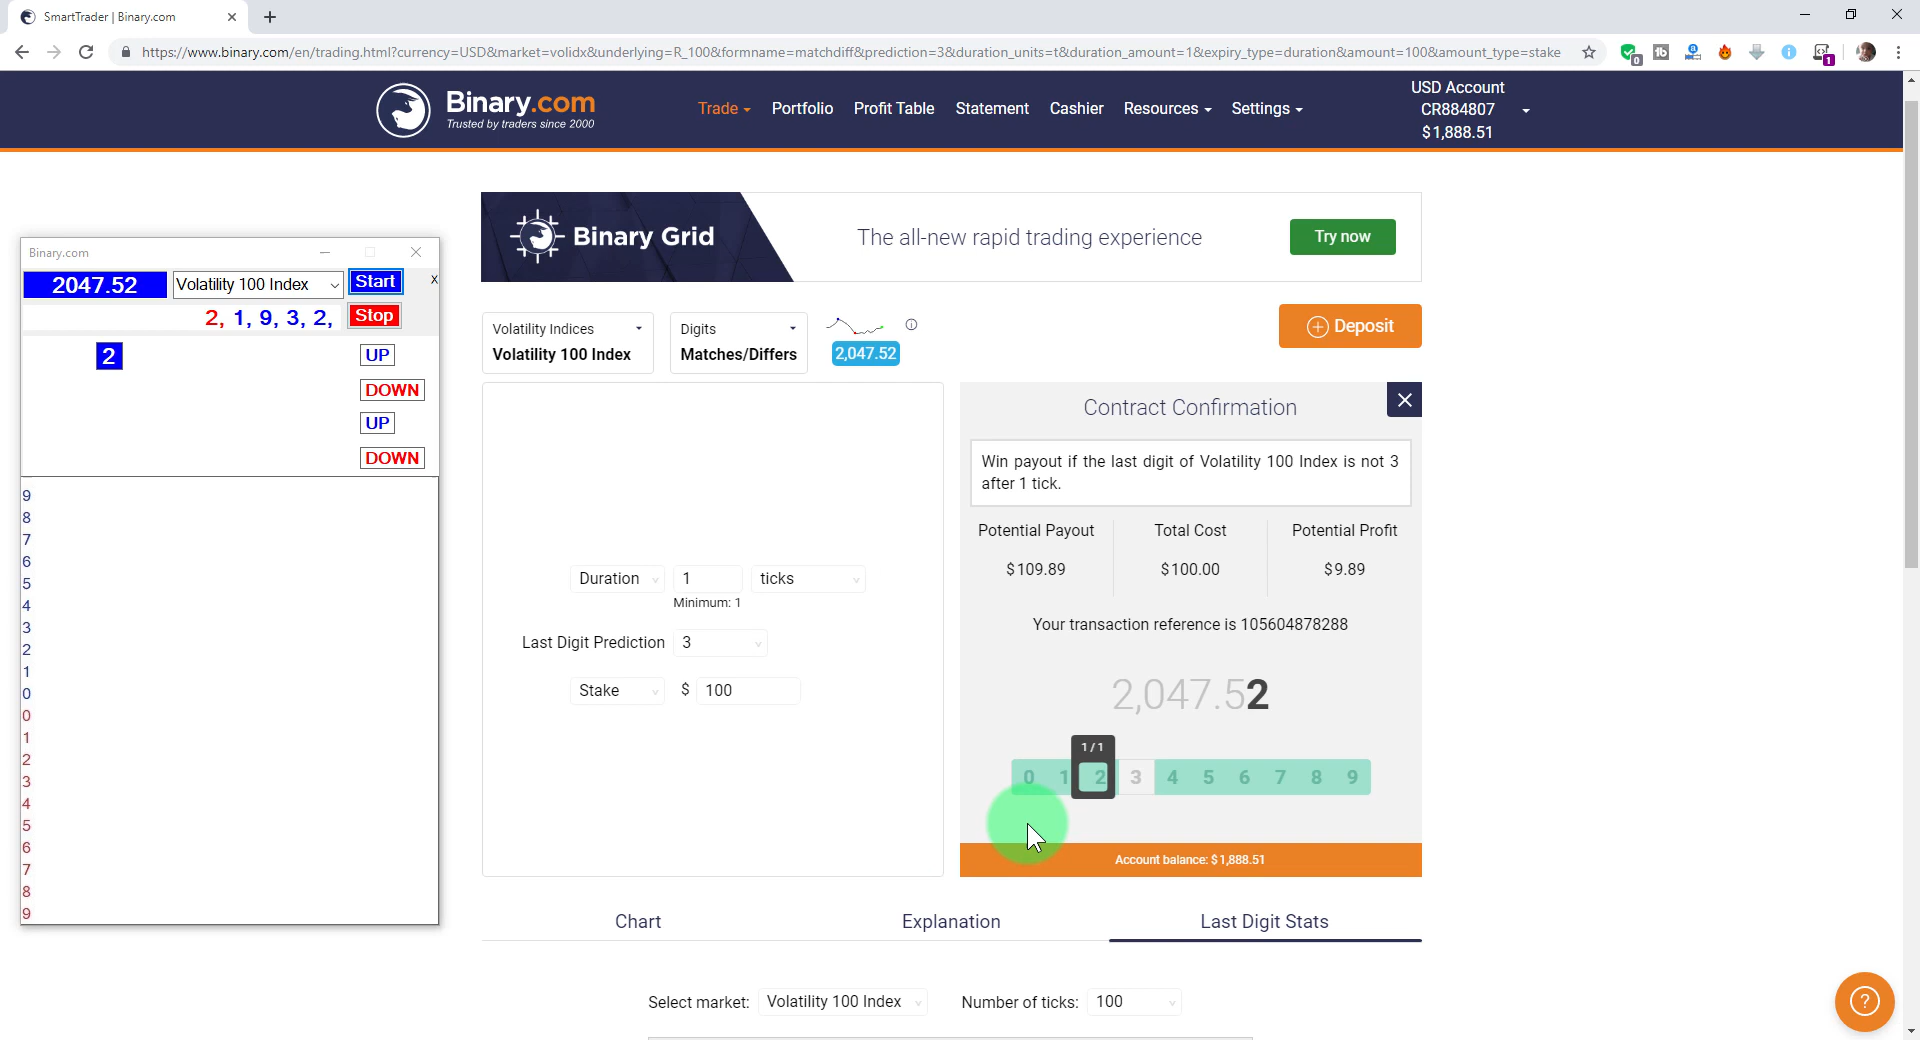 SmartTrader | Binary.com
https://www.binary.com/en/trading.html?currency=USD&market=volidx&underlying=R_100&formname=matchdiff&prediction=3&duration_units=t&duration_amount=1&expiry_type=duration&amount=100&amount_type=stake
0
1
Binary.com
Trusted by traders since 2000
Trade
Portfolio
Profit Table
Statement
Cashier
Resources
Settings
USD Account
CR884807
$1,888.51
Binary Grid
The all-new rapid trading experience
Try now
Binary.com
2047.52
Volatility 100 Index
Start
x
2, 1, 9, 3, 2,
Stop
2
UP
DOWN
UP
DOWN
9
8
7
6
5
4
3
2
1
0
0
1
2
3
4
5
6
7
8
9
Volatility Indices
Volatility 100 Index
Digits
Matches/Differs
2,047.52
Deposit
Duration 1 ticks
Minimum: 1
Last Digit Prediction 3
Stake $ 100
Contract Confirmation
Win payout if the last digit of Volatility 100 Index is not 3
after 1 tick.
Potential Payout Total Cost Potential Profit
$109.89 $100.00 $9.89
Your transaction reference is 105604878288
2,047.52
1/1
0 1 2 3 4 5 6 7 8 9
Account balance: $1,888.51
Chart
Explanation
Last Digit Stats
Select market: Volatility 100 Index Number of ticks: 100
?